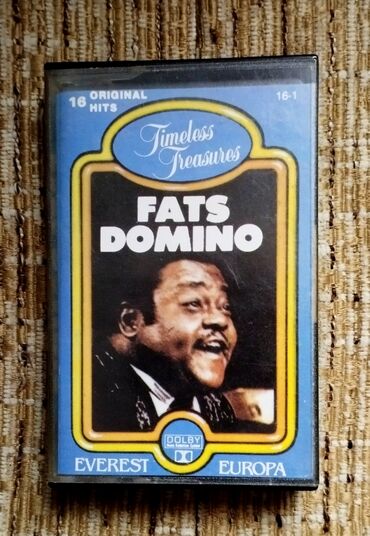 16 ORIGINAL HITS
16-1
Timeless
Treasures
FATS
DOMINO
DOLBY
EVEREST EUROPA